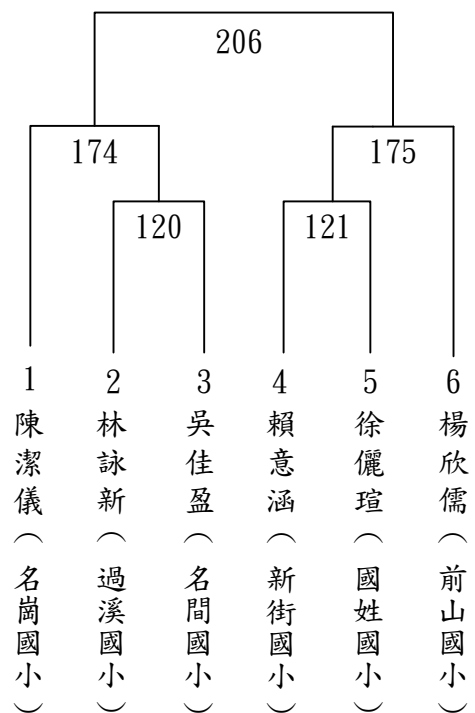 206
174
175
120
121
1 陳潔儀(名崗國小)
2 林詠新(過溪國小)
3 吳佳盈(名間國小)
4 賴意涵(新街國小)
5 徐儷瑄(國姓國小)
6 楊欣儒(前山國小)